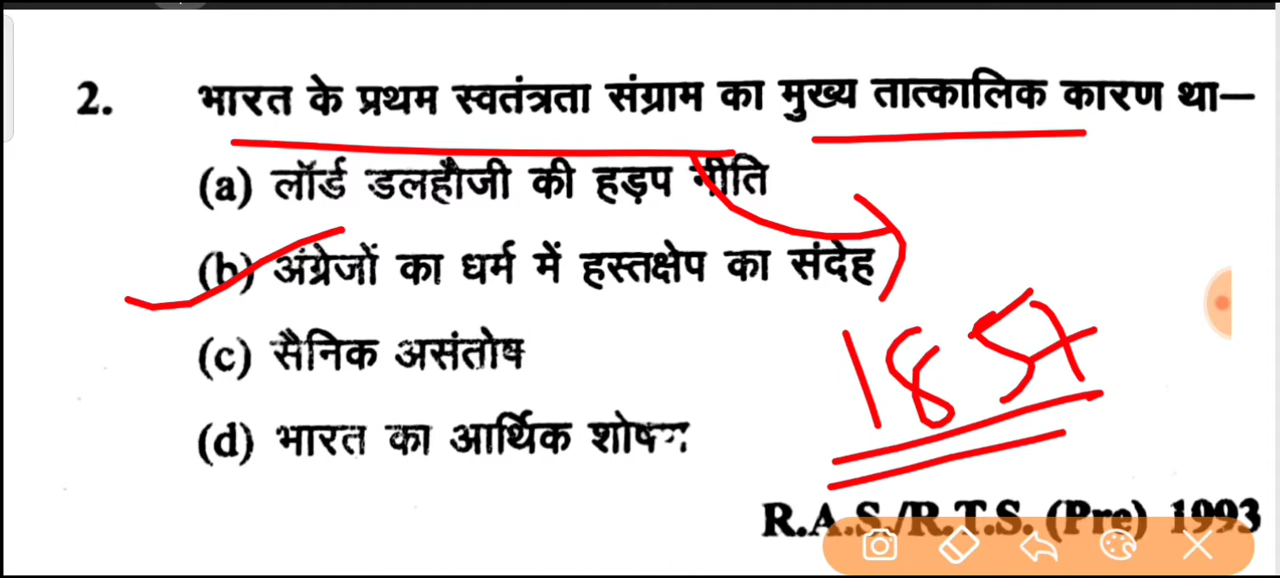 2. भारत के प्रथम स्वतंत्रता संग्राम का मुख्य तात्कालिक कारण था—
(a) लॉर्ड डलहौजी की हड़प नीति
(b) अंग्रेजों का धर्म में हस्तक्षेप का संदेह
(c) सैनिक असंतोष
(d) भारत का आर्थिक शोषण
1857
R.A.S./R.T.S. (Pre) 1993